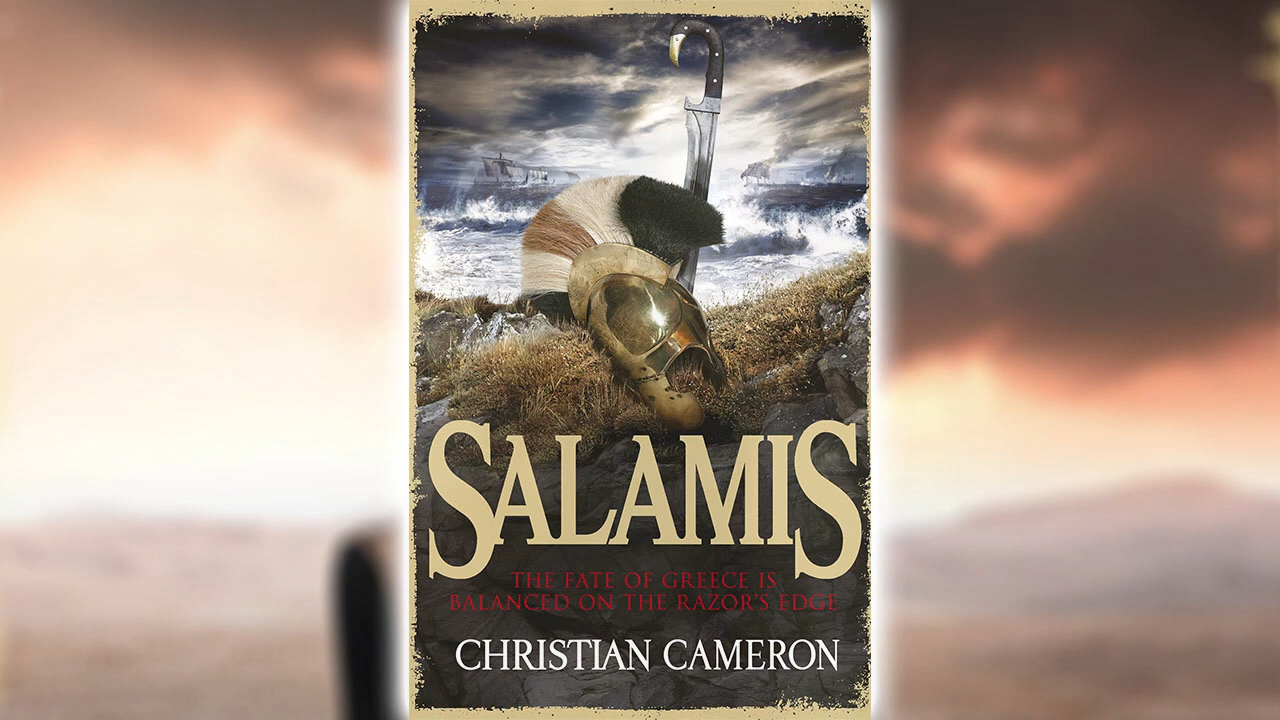 SALAMIS
THE FATE OF GREECE IS
BALANCED ON THE RAZOR'S EDGE
CHRISTIAN CAMERON